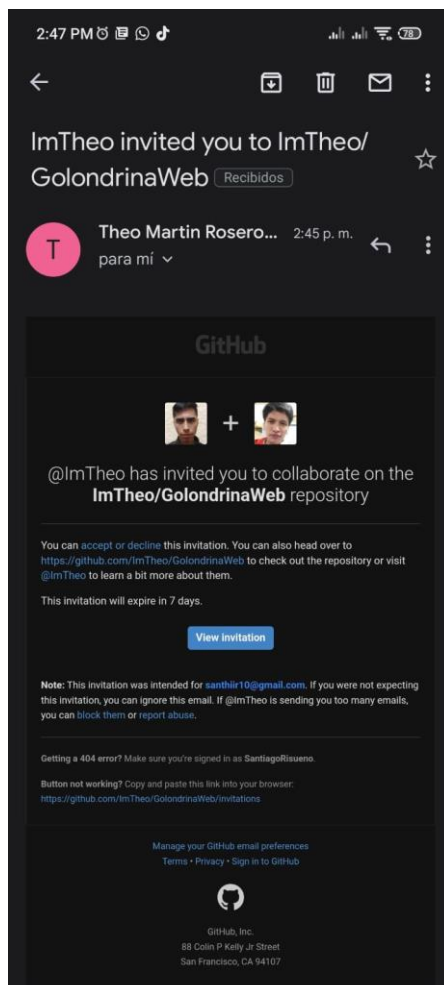 2:47 PM
78
ImTheo invited you to ImTheo/
GolondrinaWeb Recibidos
T
Theo Martin Rosero... 2:45 p. m.
para mí
GitHub
+
@ImTheo has invited you to collaborate on the
ImTheo/GolondrinaWeb repository
You can accept or decline this invitation. You can also head over to
https://github.com/ImTheo/GolondrinaWeb to check out the repository or visit
@ImTheo to learn a bit more about them.
This invitation will expire in 7 days.
View invitation
Note: This invitation was intended for santhiir10@gmail.com. If you were not expecting
this invitation, you can ignore this email. If @ImTheo is sending you too many emails,
you can block them or report abuse.
Getting a 404 error? Make sure you're signed in as SantiagoRisueno.
Button not working? Copy and paste this link into your browser:
https://github.com/ImTheo/GolondrinaWeb/invitations
Manage your GitHub email preferences
Terms • Privacy • Sign in to GitHub
GitHub, Inc.
88 Colin P Kelly Jr Street
San Francisco, CA 94107